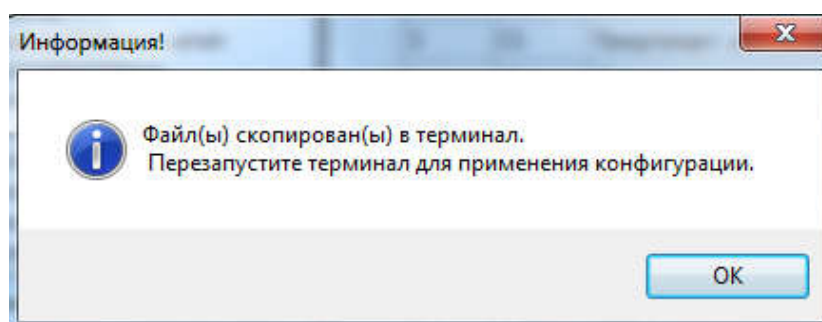 Информация!
Файл(ы) скопирован(ы) в терминал.
Перезапустите терминал для применения конфигурации.
OK